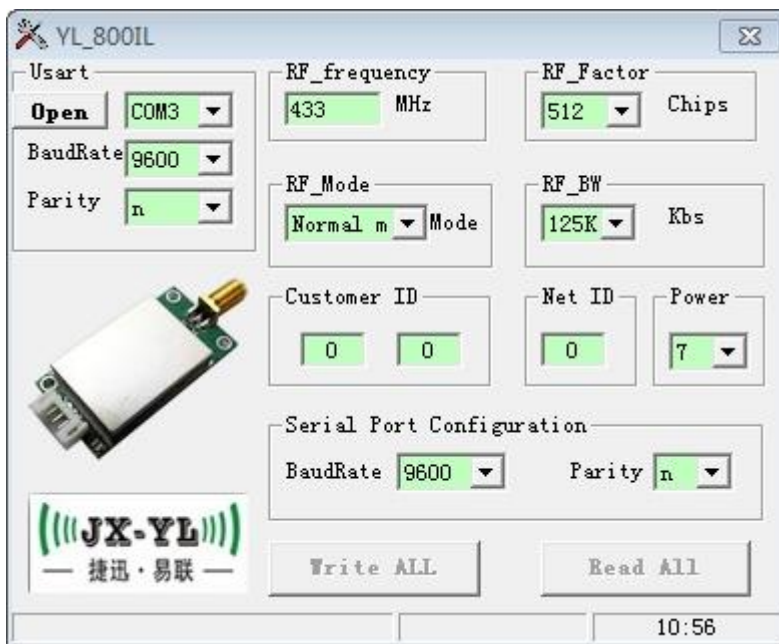 YL_800IL
Usart
Open COM3
BaudRate 9600
Parity n
RF_frequency
433 MHz
RF_Factor
512 Chips
RF_Mode
Normal m Mode
RF_BW
125K Kbs
Customer ID
0 0
Net ID
0
Power
7
Serial Port Configuration
BaudRate 9600 Parity n
JX-YL
捷迅·易联
Write ALL Read All
10:56